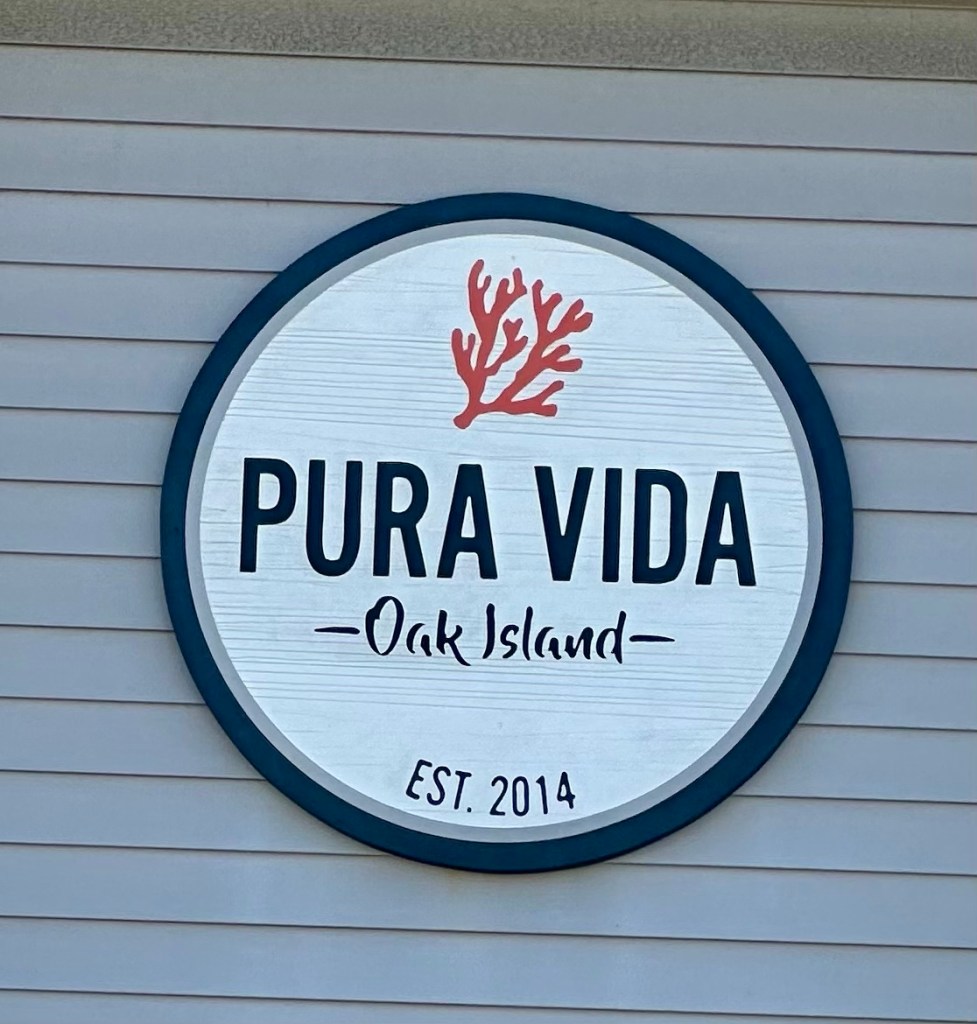 PURA VIDA
-Oak Island-
EST. 2014